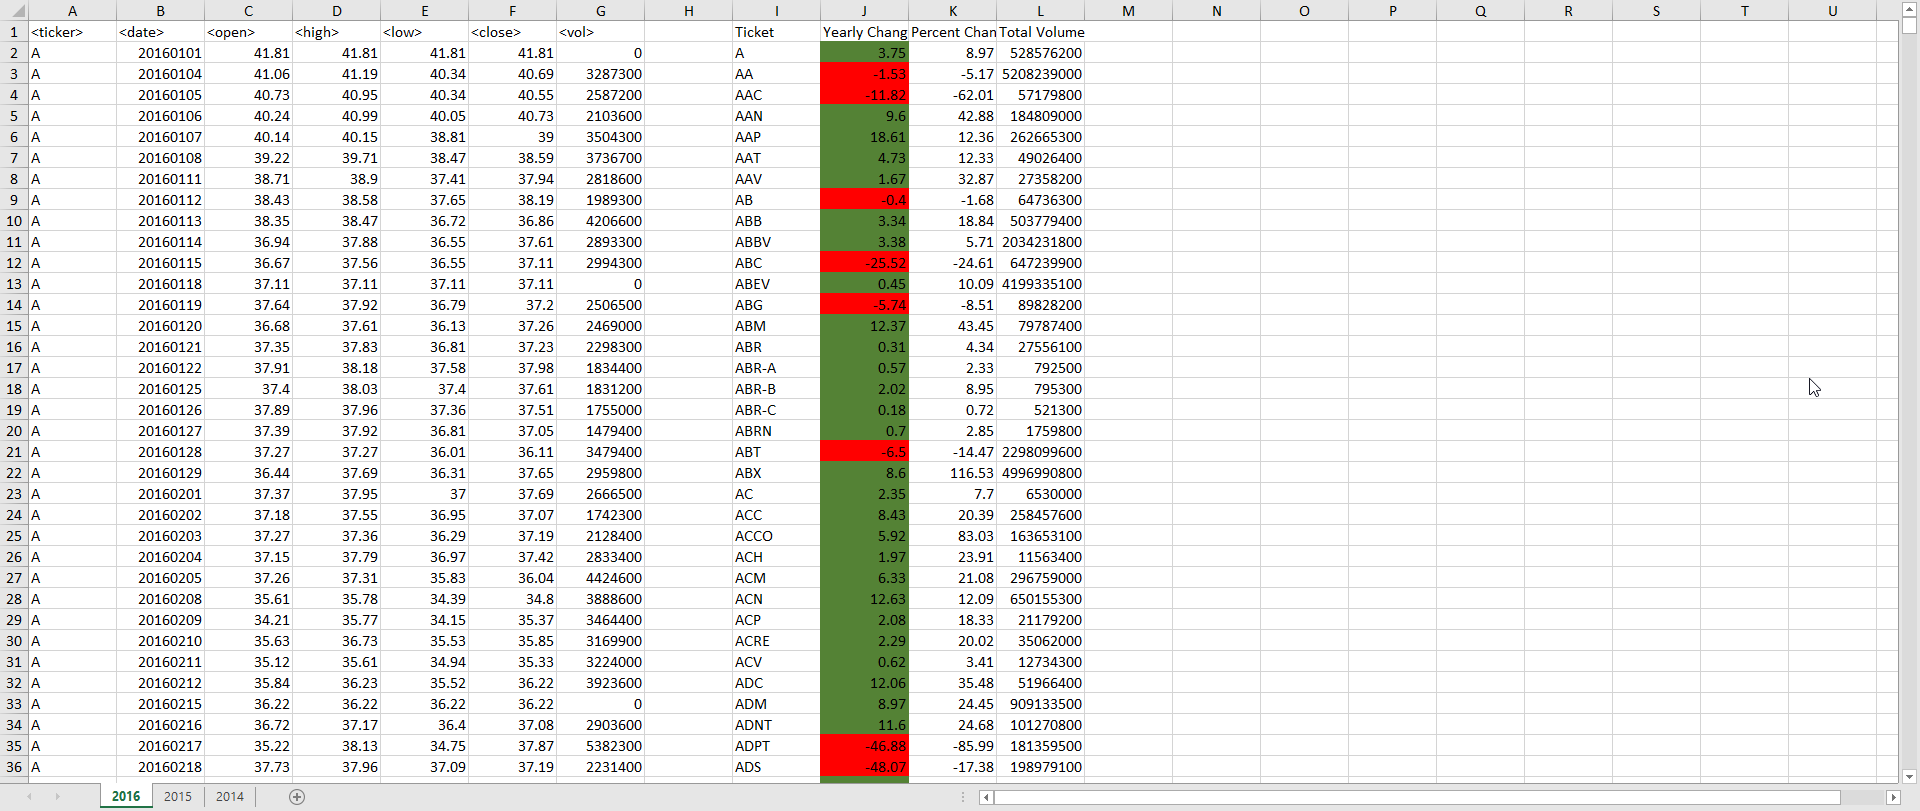 A B C D E F G H I J K L M N O P Q R S T U
1 <ticker> <date> <open> <high> <low> <close> <vol> Ticket Yearly Chang Percent Chan Total Volume
2 A 20160101 41.81 41.81 41.81 41.81 0 A 3.75 8.97 528576200
3 A 20160104 41.06 41.19 40.34 40.69 3287300 AA -1.53 -5.17 5208239000
4 A 20160105 40.73 40.95 40.34 40.55 2587200 AAC -11.82 -62.01 57179800
5 A 20160106 40.24 40.99 40.05 40.73 2103600 AAN 9.6 42.88 184809000
6 A 20160107 40.14 40.15 38.81 39 3504300 AAP 18.61 12.36 262665300
7 A 20160108 39.22 39.71 38.47 38.59 3736700 AAT 4.73 12.33 49026400
8 A 20160111 38.71 38.9 37.41 37.94 2818600 AAV 1.67 32.87 27358200
9 A 20160112 38.43 38.58 37.65 38.19 1989300 AB -0.4 -1.68 64736300
10 A 20160113 38.35 38.47 36.72 36.86 4206600 ABB 3.34 18.84 503779400
11 A 20160114 36.94 37.88 36.55 37.61 2893300 ABBV 3.38 5.71 2034231800
12 A 20160115 36.67 37.56 36.55 37.11 2994300 ABC -25.52 -24.61 647239900
13 A 20160118 37.11 37.11 37.11 37.11 0 ABEV 0.45 10.09 4199335100
14 A 20160119 37.64 37.92 36.79 37.2 2506500 ABG -5.74 -8.51 89828200
15 A 20160120 36.68 37.61 36.13 37.26 2469000 ABM 12.37 43.45 79787400
16 A 20160121 37.35 37.83 36.81 37.23 2298300 ABR 0.31 4.34 27556100
17 A 20160122 37.91 38.18 37.58 37.98 1834400 ABR-A 0.57 2.33 792500
18 A 20160125 37.4 38.03 37.4 37.61 1831200 ABR-B 2.02 8.95 795300
19 A 20160126 37.89 37.96 37.36 37.51 1755000 ABR-C 0.18 0.72 521300
20 A 20160127 37.39 37.92 36.81 37.05 1479400 ABRN 0.7 2.85 1759800
21 A 20160128 37.27 37.27 36.01 36.11 3479400 ABT -6.5 -14.47 2298099600
22 A 20160129 36.44 37.69 36.31 37.65 2959800 ABX 8.6 116.53 4996990800
23 A 20160201 37.37 37.95 37 37.69 2666500 AC 2.35 7.7 6530000
24 A 20160202 37.18 37.55 36.95 37.07 1742300 ACC 8.43 20.39 258457600
25 A 20160203 37.27 37.36 36.29 37.19 2128400 ACCO 5.92 83.03 163653100
26 A 20160204 37.15 37.79 36.97 37.42 2833400 ACH 1.97 23.91 11563400
27 A 20160205 37.26 37.31 35.83 36.04 4424600 ACM 6.33 21.08 296759000
28 A 20160208 35.61 35.78 34.39 34.8 3888600 ACN 12.63 12.09 650155300
29 A 20160209 34.21 35.77 34.15 35.37 3464400 ACP 2.08 18.33 21179200
30 A 20160210 35.63 36.73 35.53 35.85 3169900 ACRE 2.29 20.02 35062000
31 A 20160211 35.12 35.61 34.94 35.33 3224000 ACV 0.62 3.41 12734300
32 A 20160212 35.84 36.23 35.52 36.22 3923600 ADC 12.06 35.48 51966400
33 A 20160215 36.22 36.22 36.22 36.22 0 ADM 8.97 24.45 909133500
34 A 20160216 36.72 37.17 36.4 37.08 2903600 ADNT 11.6 24.68 101270800
35 A 20160217 35.22 38.13 34.75 37.87 5382300 ADPT -46.88 -85.99 181359500
36 A 20160218 37.73 37.96 37.09 37.19 2231400 ADS -48.07 -17.38 198979100
2016 2015 2014